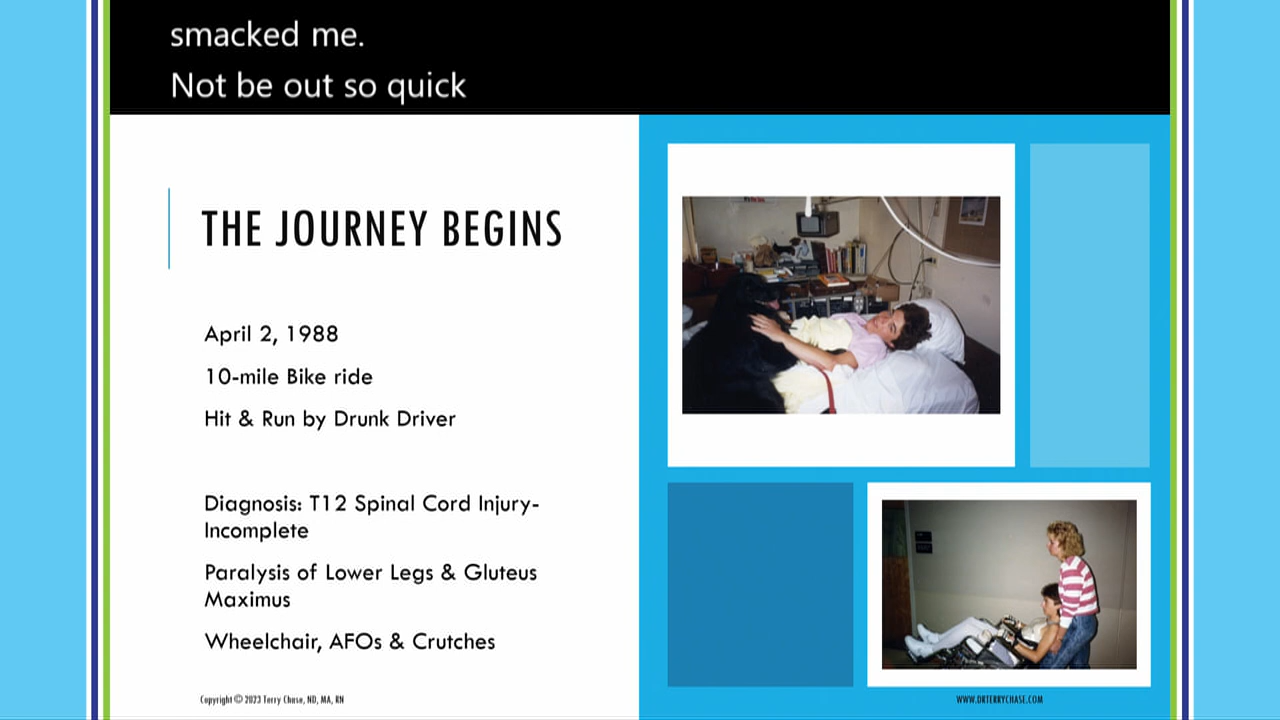 smacked me.
Not be out so quick
THE JOURNEY BEGINS
April 2, 1988
10-mile Bike ride
Hit & Run by Drunk Driver
Diagnosis: T12 Spinal Cord Injury-
Incomplete
Paralysis of Lower Legs & Gluteus
Maximus
Wheelchair, AFOs & Crutches
Copyright © 2023 Terry Chase, ND, MA, RN
WWW.DRTERRYCHASE.COM